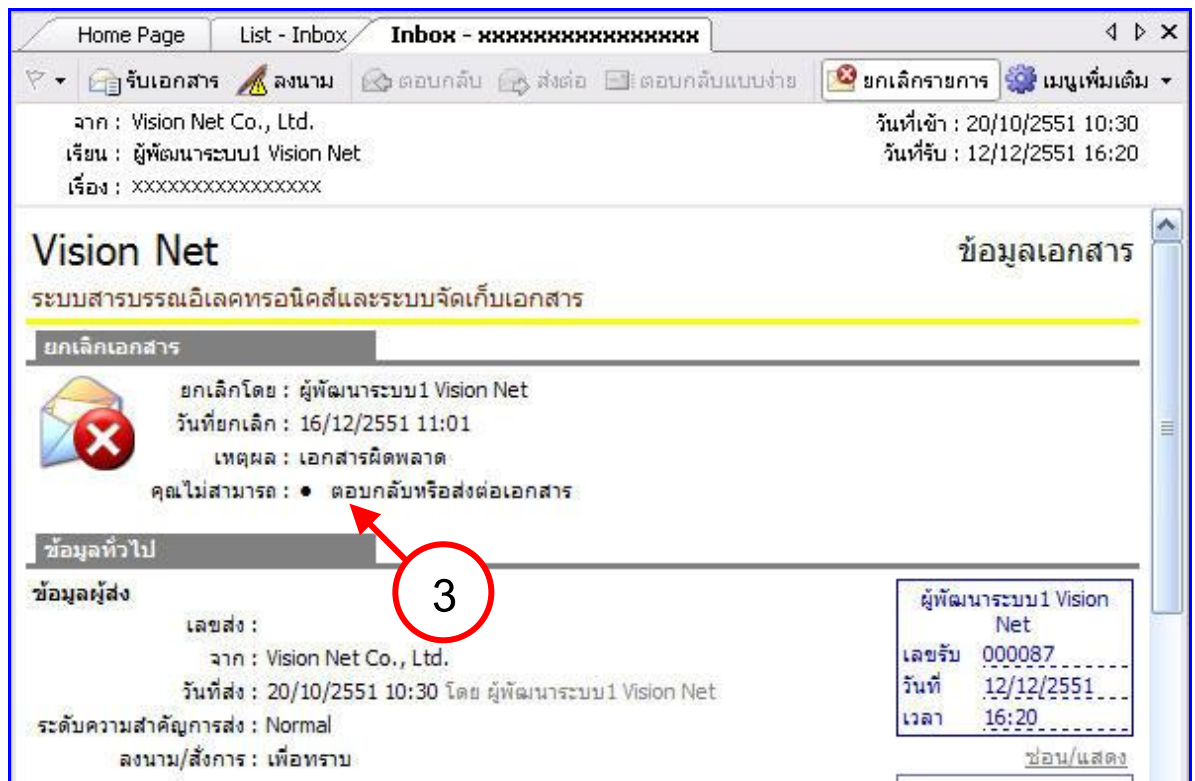 Home Page List - Inbox Inbox - xxxxxxxxxxxxxxxx
รับเอกสาร ลงนาม ตอบกลับ ส่งต่อ ตอบกลับแบบง่าย ยกเลิกรายการ เมนูเพิ่มเติม
จาก : Vision Net Co., Ltd. วันที่เข้า : 20/10/2551 10:30
เรียน : ผู้พัฒนาระบบ1 Vision Net วันที่รับ : 12/12/2551 16:20
เรื่อง : xxxxxxxxxxxxxxxx
Vision Net ข้อมูลเอกสาร
ระบบสารบรรณอิเลคทรอนิคส์และระบบจัดเก็บเอกสาร
ยกเลิกเอกสาร
ยกเลิกโดย : ผู้พัฒนาระบบ1 Vision Net
วันที่ยกเลิก : 16/12/2551 11:01
เหตุผล : เอกสารผิดพลาด
คุณไม่สามารถ : • ตอบกลับหรือส่งต่อเอกสาร
3
ข้อมูลทั่วไป
ข้อมูลผู้ส่ง
เลขส่ง :
จาก : Vision Net Co., Ltd.
วันที่ส่ง : 20/10/2551 10:30 โดย ผู้พัฒนาระบบ1 Vision Net
ระดับความสำคัญการส่ง : Normal
ลงนาม/สั่งการ : เพื่อทราบ
ผู้พัฒนาระบบ1 Vision
Net
เลขรับ 000087
วันที่ 12/12/2551
เวลา 16:20
ซ่อน/แสดง